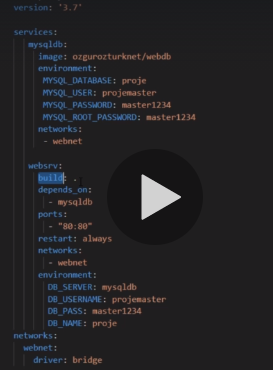 version: '3.7'
services:
mysqldb:
image: ozgurozturknet/webdb
environment:
MYSQL_DATABASE: proje
MYSQL_USER: projemaster
MYSQL_PASSWORD: master1234
MYSQL_ROOT_PASSWORD: master1234
networks:
- webnet
websrv:
build: .
depends_on:
- mysqldb
ports:
- "80:80"
restart: always
networks:
- webnet
environment:
DB_SERVER: mysqldb
DB_USERNAME: projemaster
DB_PASS: master1234
DB_NAME: proje
networks:
webnet:
driver: bridge